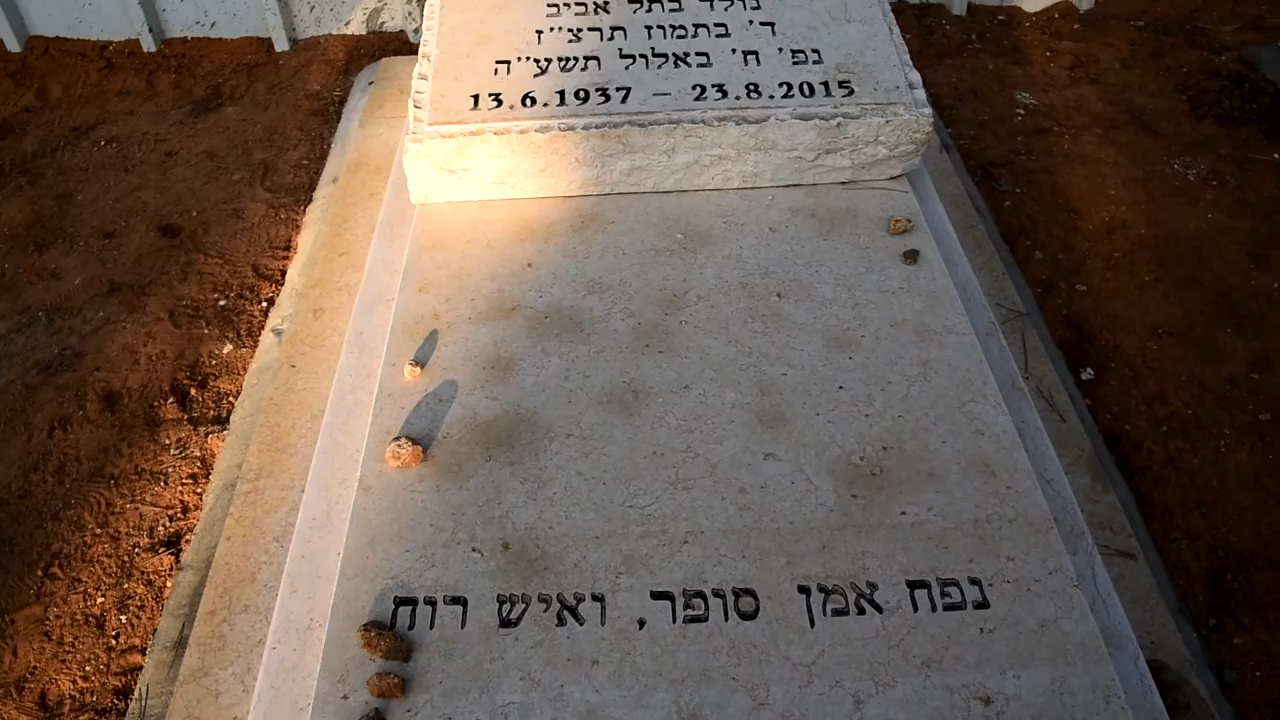 נולד בתל אביב
ד' בתמוז תרצ"ז
נפ' ח' באלול תשע"ה
13.6.1937 – 23.8.2015
נפח אמן סופר, ואיש רוח